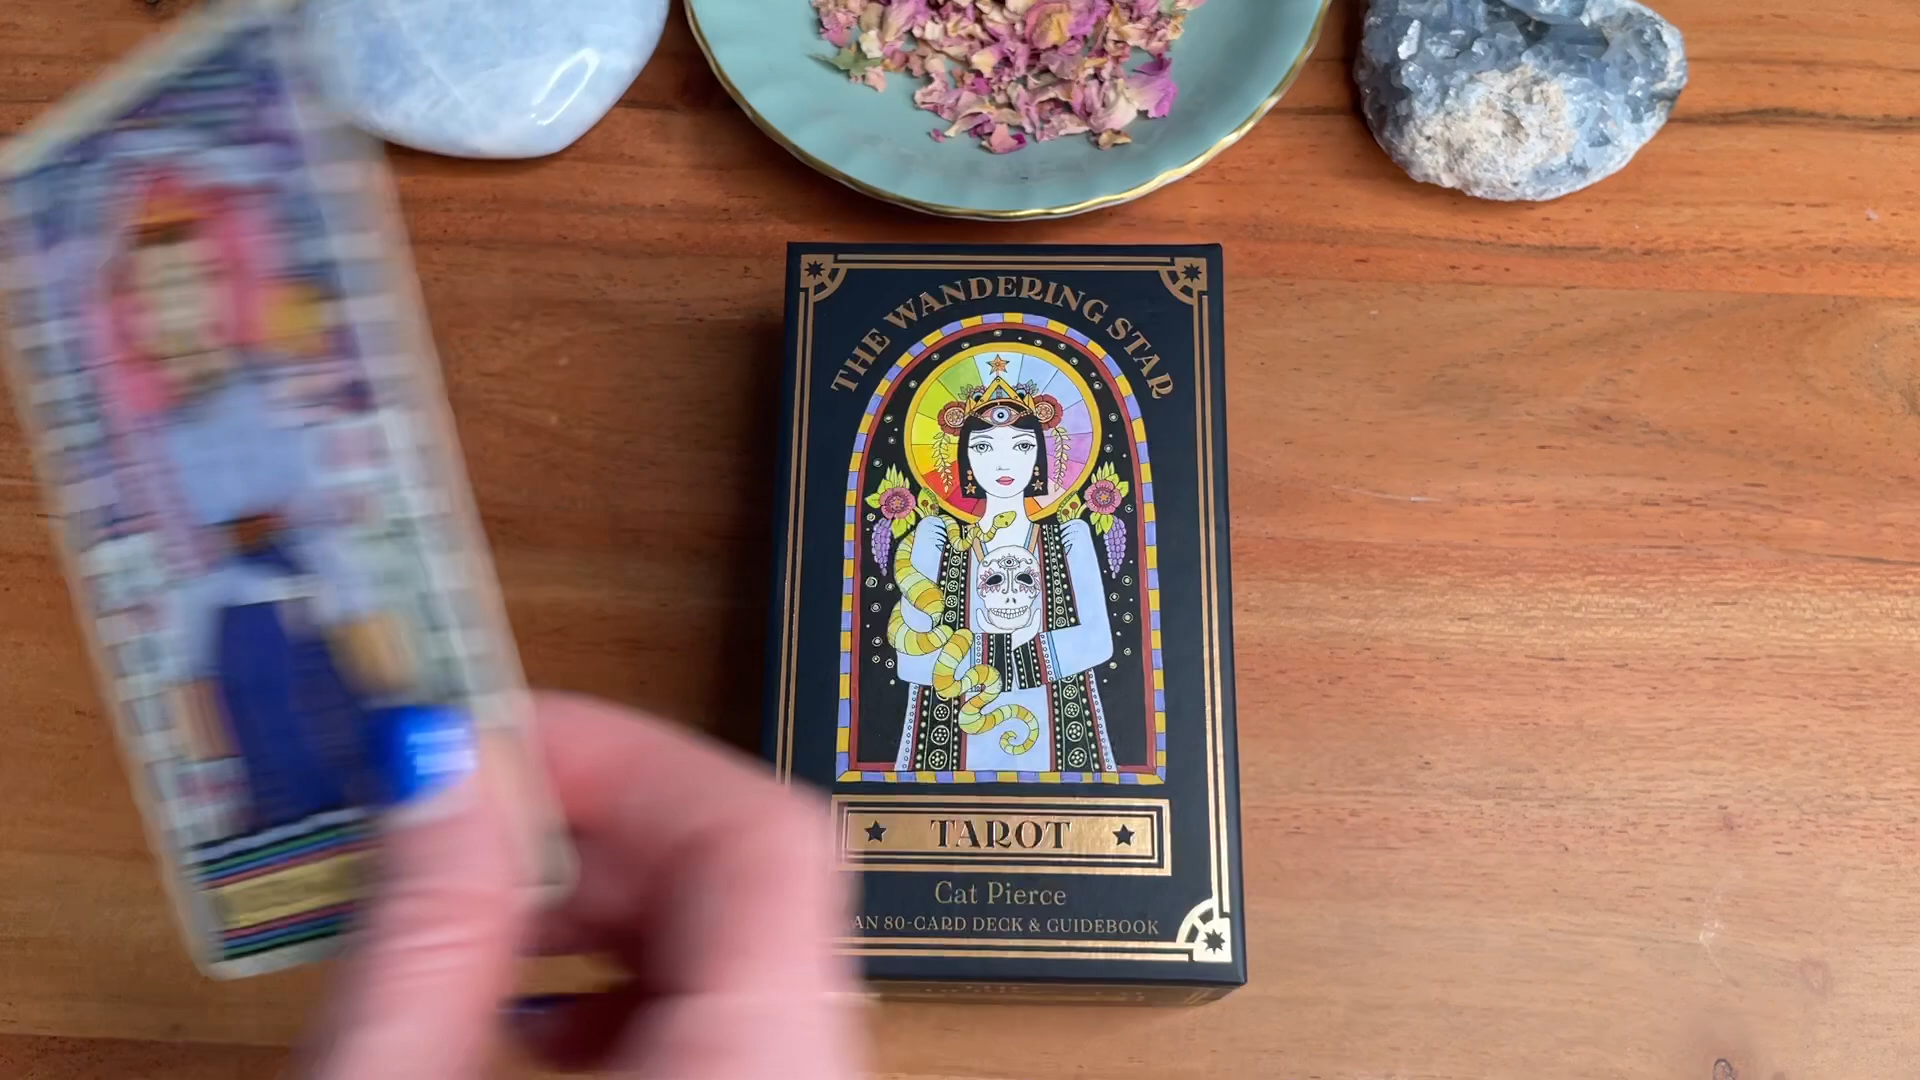 THE WANDERING STAR
TAROT
Cat Pierce
AN 80-CARD DECK & GUIDEBOOK